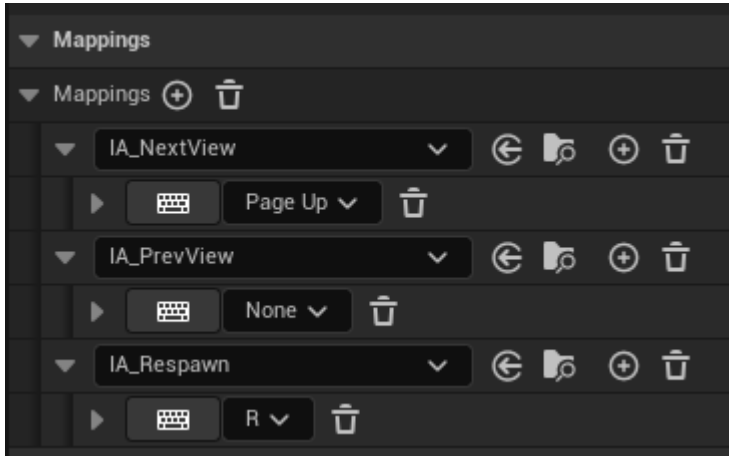 Mappings
Mappings
IA_NextView
Page Up
IA_PrevView
None
IA_Respawn
R